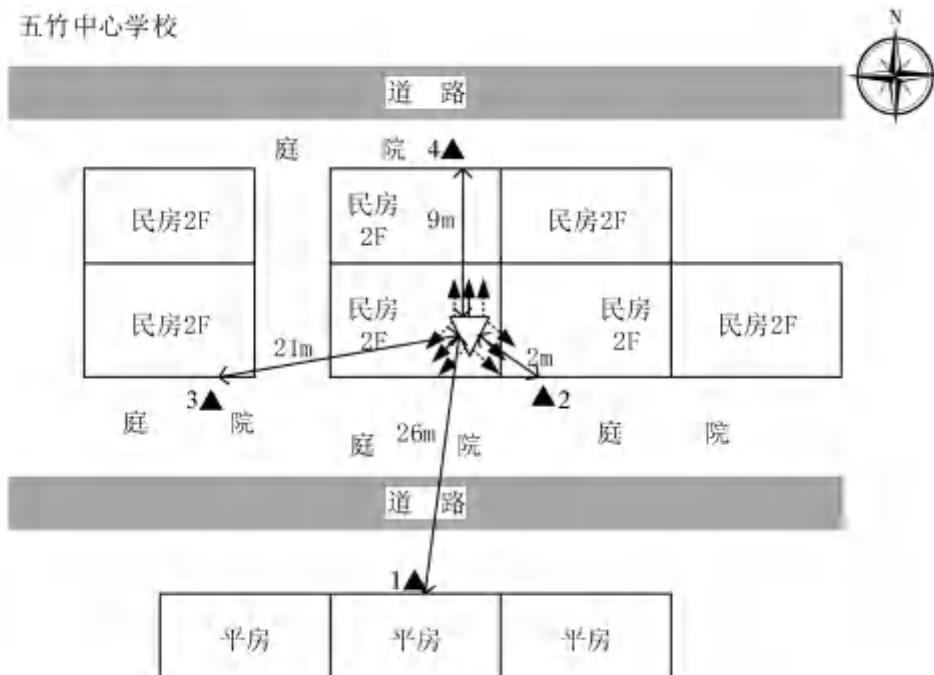 五竹中心学校
N
道 路
庭 院 4
民房2F
民房
2F
9m
民房2F
民房2F
民房
2F
民房
2F
民房2F
21m
2m
3
2
庭 院
庭 院
26m
庭 院
道 路
1
平房
平房
平房